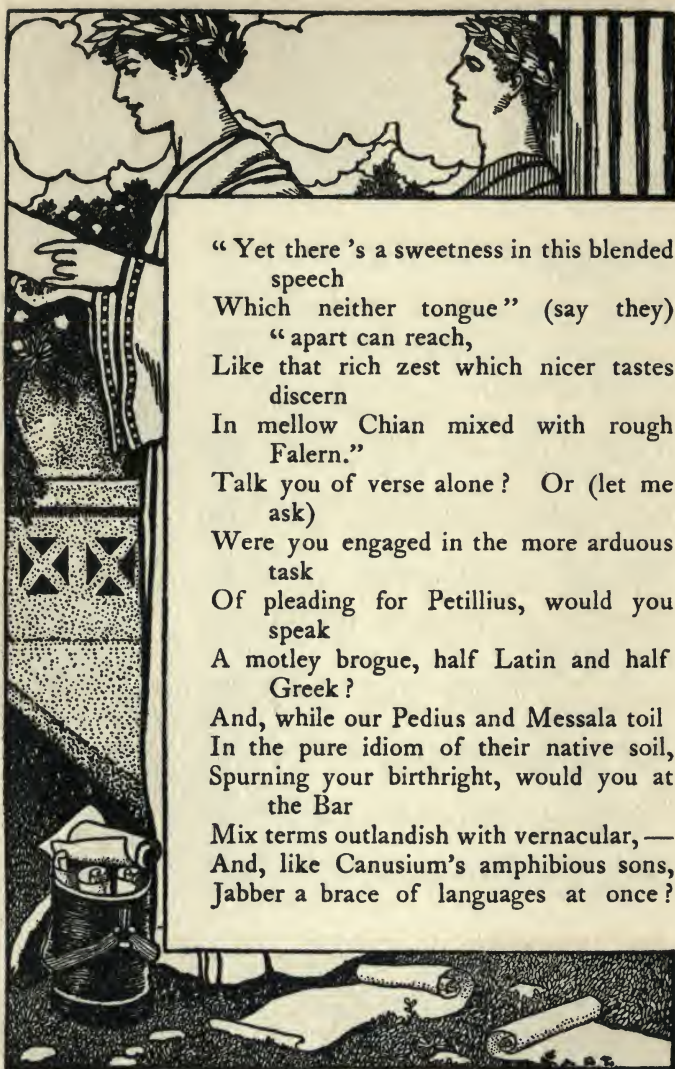 “ Yet there 's a sweetness in this blended
speech
Which neither tongue” (say they)
“ apart can reach,
Like that rich zest which nicer tastes
discern
In mellow Chian mixed with rough
Falern.”
Talk you of verse alone ? Or (let me
ask)
Were you engaged in the more arduous
task
Of pleading for Petillius, would you
speak
A motley brogue, half Latin and half
Greek ?
And, while our Pedius and Messala toil
In the pure idiom of their native soil,
Spurning your birthright, would you at
the Bar
Mix terms outlandish with vernacular, —
And, like Canusium's amphibious sons,
Jabber a brace of languages at once ?